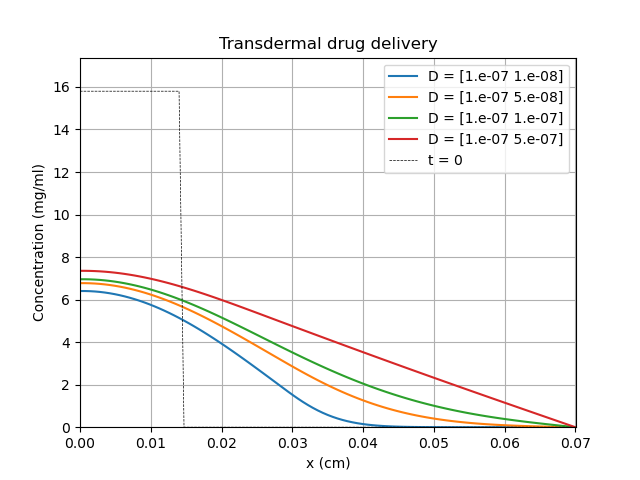 Transdermal drug delivery
D = [1.e-07 1.e-08]
D = [1.e-07 5.e-08]
D = [1.e-07 1.e-07]
D = [1.e-07 5.e-07]
t = 0
Concentration (mg/ml)
16
14
12
10
8
6
4
2
0
0.00 0.01 0.02 0.03 0.04 0.05 0.06 0.07
x (cm)